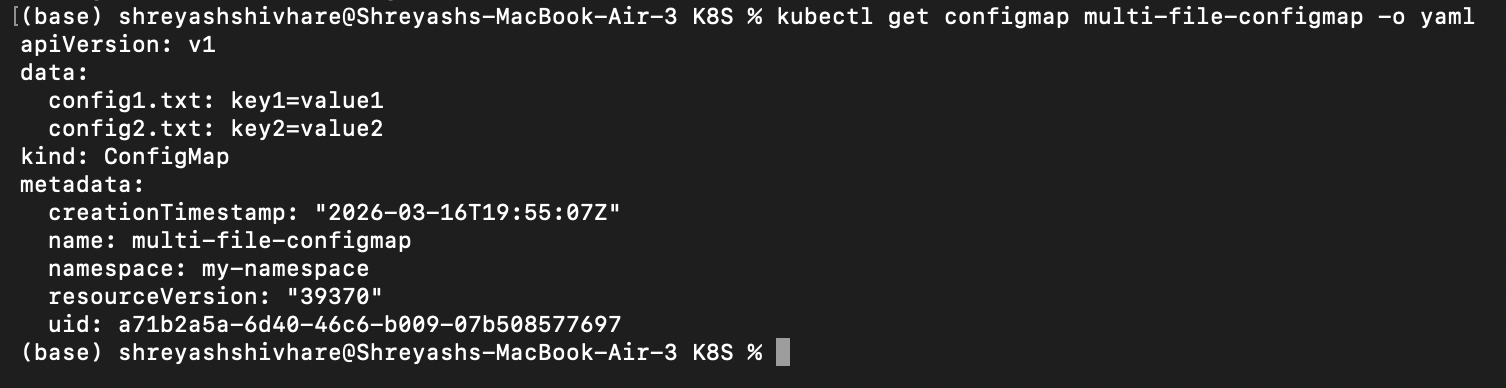 [(base) shreyashshivhare@Shreyashs-MacBook-Air-3 K8S % kubectl get configmap multi-file-configmap -o yaml
apiVersion: v1
data:
  config1.txt: key1=value1
  config2.txt: key2=value2
kind: ConfigMap
metadata:
  creationTimestamp: "2026-03-16T19:55:07Z"
  name: multi-file-configmap
  namespace: my-namespace
  resourceVersion: "39370"
  uid: a71b2a5a-6d40-46c6-b009-07b508577697
(base) shreyashshivhare@Shreyashs-MacBook-Air-3 K8S %